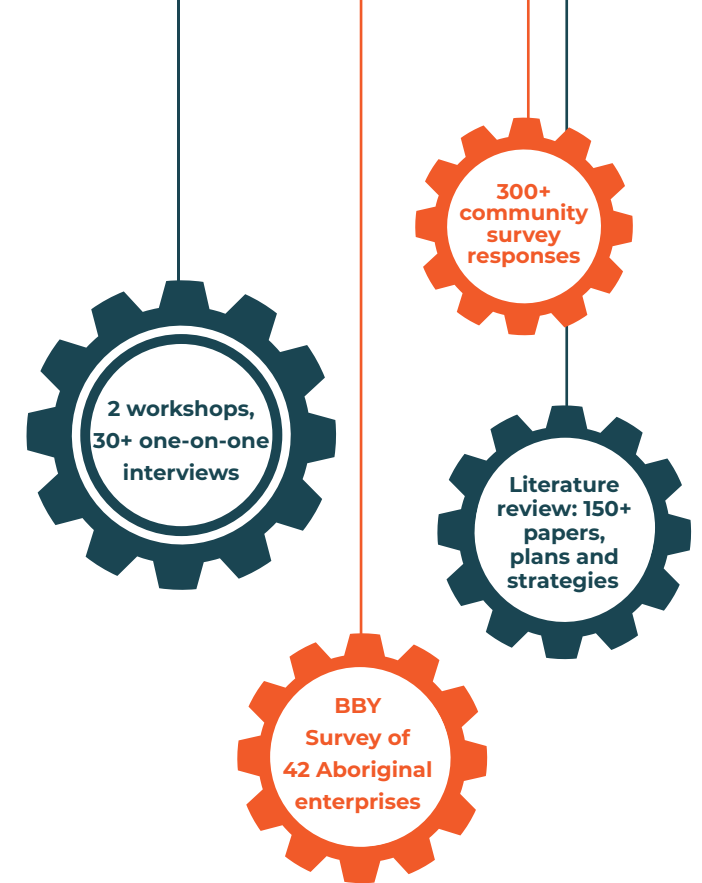 300+
community
survey
responses
2 workshops,
30+ one-on-one
interviews
Literature
review: 150+
papers,
plans and
strategies
BBY
Survey of
42 Aboriginal
enterprises